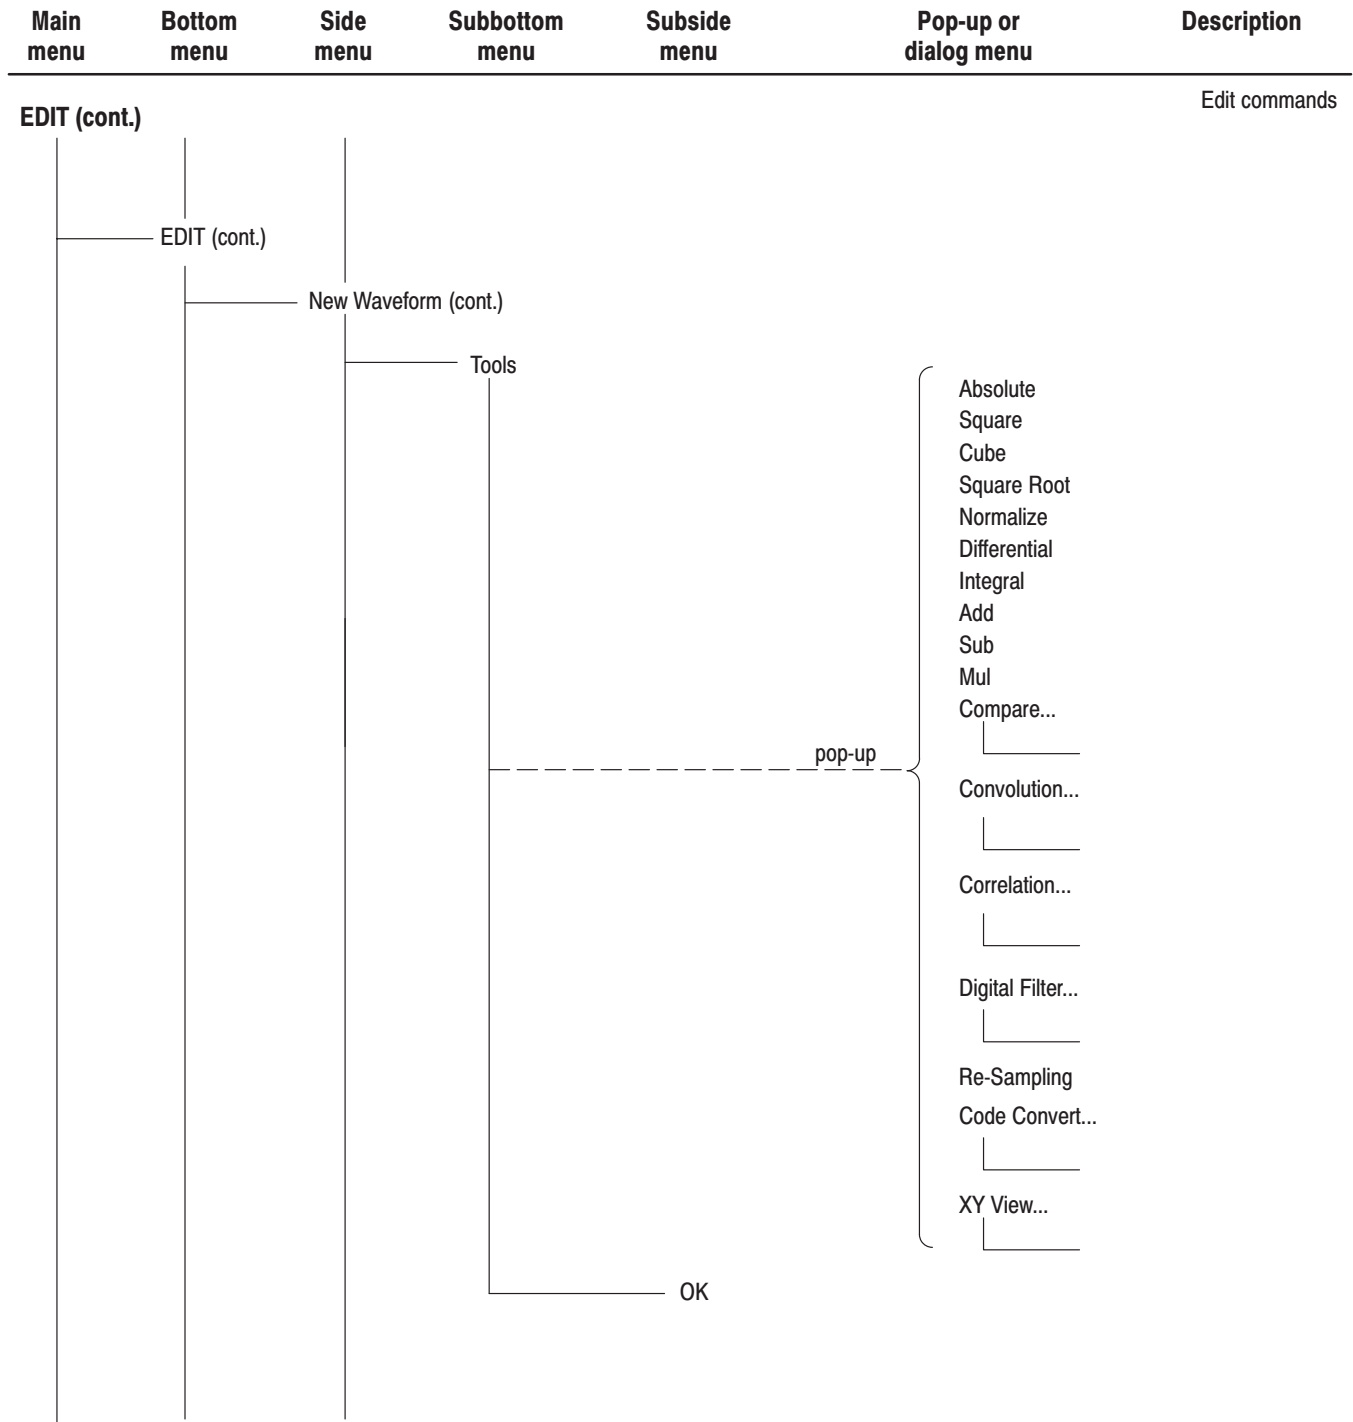 Main menu
Bottom menu
Side menu
Subbottom menu
Subside menu
Pop-up or dialog menu
Description
Edit commands
EDIT (cont.)
EDIT (cont.)
New Waveform (cont.)
Tools
Absolute
Square
Cube
Square Root
Normalize
Differential
Integral
Add
Sub
Mul
Compare...
pop-up
Convolution...
Correlation...
Digital Filter...
Re-Sampling
Code Convert...
XY View...
OK